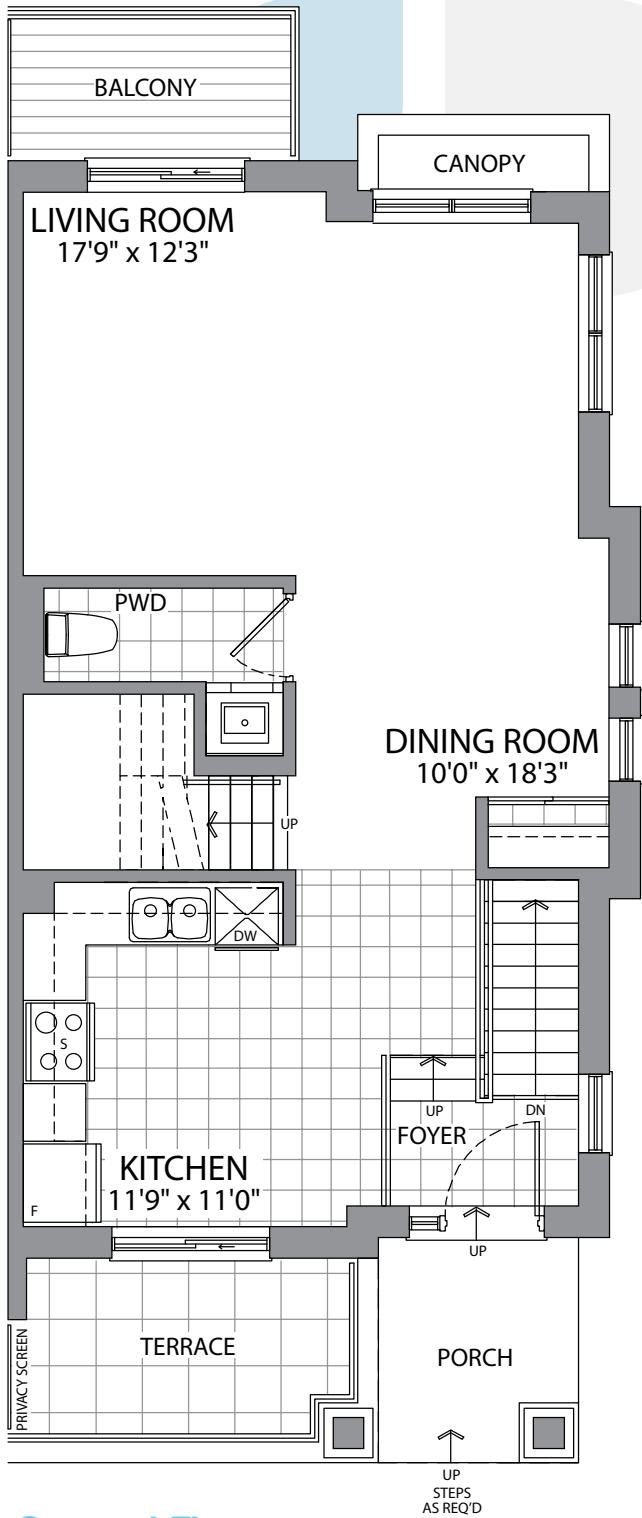 BALCONY
CANOPY
LIVING ROOM
17'9" x 12'3"
PWD
DINING ROOM
10'0" x 18'3"
UP
DW
S
UP
DN
FOYER
KITCHEN
11'9" x 11'0"
F
UP
TERRACE
PRIVACY SCREEN
PORCH
UP
STEPS
AS REQ'D